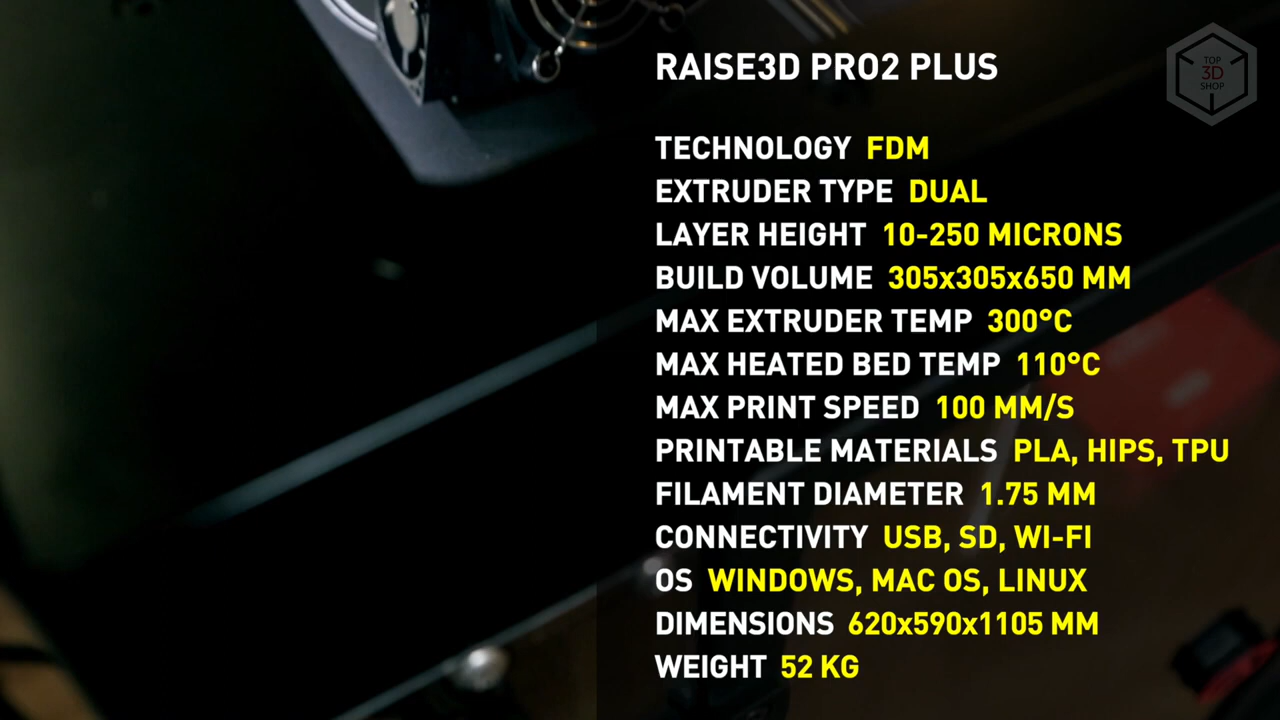 RAISE3D PRO2 PLUS
TOP
3D
SHOP
TECHNOLOGY FDM
EXTRUDER TYPE DUAL
LAYER HEIGHT 10-250 MICRONS
BUILD VOLUME 305x305x650 MM
MAX EXTRUDER TEMP 300°C
MAX HEATED BED TEMP 110°C
MAX PRINT SPEED 100 MM/S
PRINTABLE MATERIALS PLA, HIPS, TPU
FILAMENT DIAMETER 1.75 MM
CONNECTIVITY USB, SD, WI-FI
OS WINDOWS, MAC OS, LINUX
DIMENSIONS 620x590x1105 MM
WEIGHT 52 KG